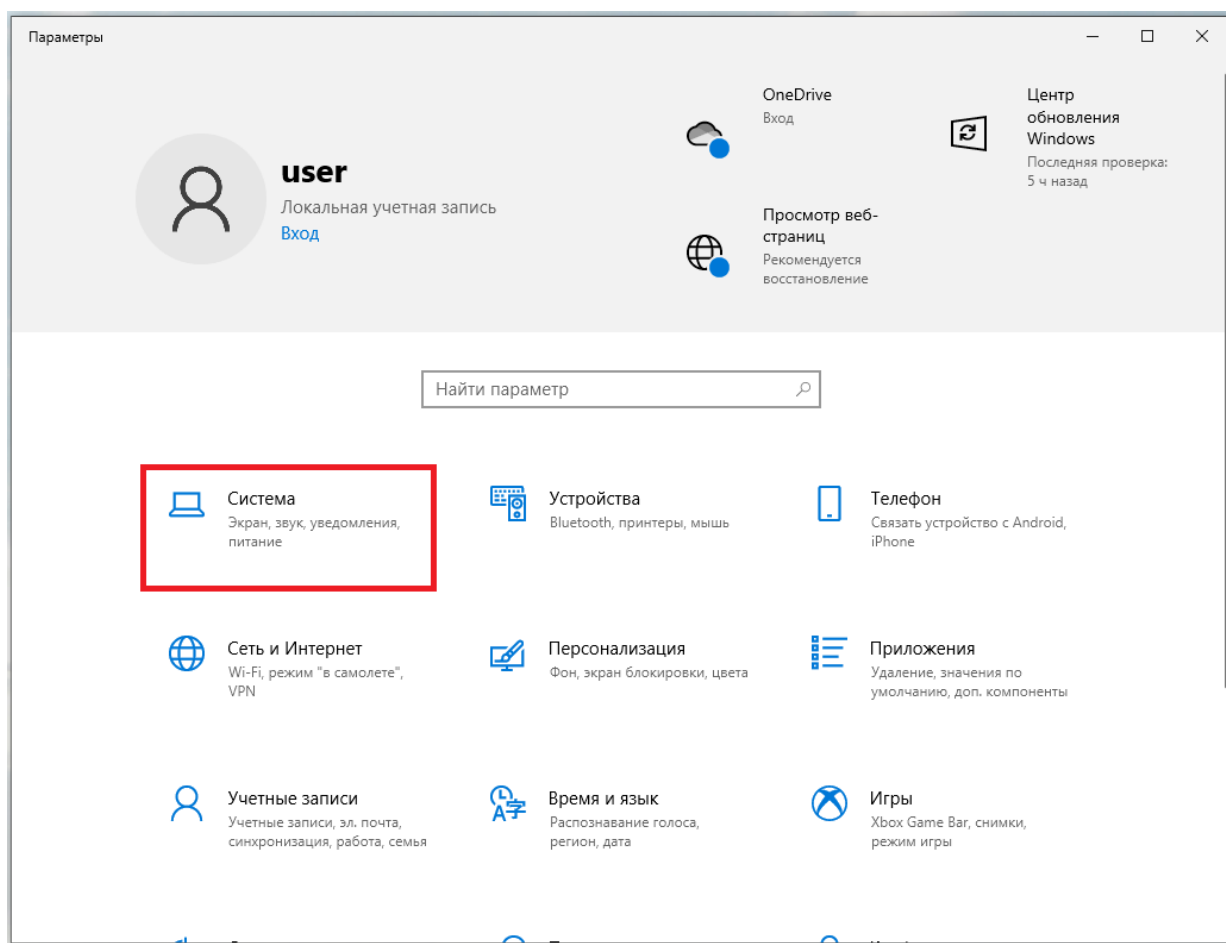 Параметры
OneDrive
Вход
Центр
обновления
Windows
Последняя проверка:
5 ч назад
user
Локальная учетная запись
Вход
Просмотр веб-
страниц
Рекомендуется
восстановление
Найти параметр
Система
Экран, звук, уведомления,
питание
Устройства
Bluetooth, принтеры, мышь
Телефон
Связать устройство с Android,
iPhone
Сеть и Интернет
Wi-Fi, режим "в самолете",
VPN
Персонализация
Фон, экран блокировки, цвета
Приложения
Удаление, значения по
умолчанию, доп. компоненты
Учетные записи
Учетные записи, эл. почта,
синхронизация, работа, семья
Время и язык
Распознавание голоса,
регион, дата
Игры
Xbox Game Bar, снимки,
режим игры